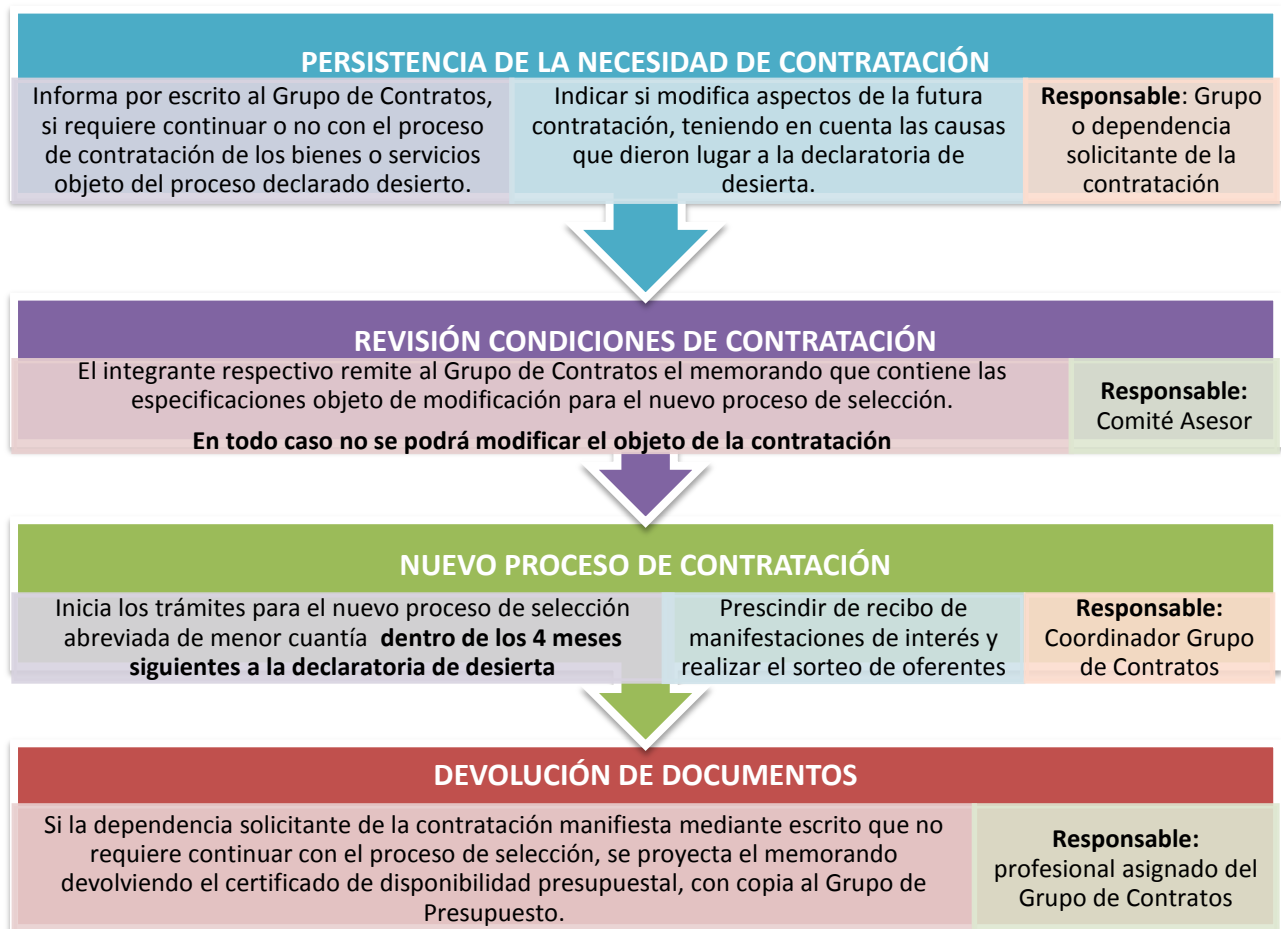 PERSISTENCIA DE LA NECESIDAD DE CONTRATACIÓN
Informa por escrito al Grupo de Contratos,
si requiere continuar o no con el proceso
de contratación de los bienes o servicios
objeto del proceso declarado desierto.
Indicar si modifica aspectos de la futura
contratación, teniendo en cuenta las causas
que dieron lugar a la declaratoria de
desierta.
Responsable: Grupo
o dependencia
solicitante de la
contratación
REVISIÓN CONDICIONES DE CONTRATACIÓN
El integrante respectivo remite al Grupo de Contratos el memorando que contiene las
especificaciones objeto de modificación para el nuevo proceso de selección.
En todo caso no se podrá modificar el objeto de la contratación
Responsable:
Comité Asesor
NUEVO PROCESO DE CONTRATACIÓN
Inicia los trámites para el nuevo proceso de selección
abreviada de menor cuantía dentro de los 4 meses
siguientes a la declaratoria de desierta
Prescindir de recibo de
manifestaciones de interés y
realizar el sorteo de oferentes
Responsable:
Coordinador Grupo
de Contratos
DEVOLUCIÓN DE DOCUMENTOS
Si la dependencia solicitante de la contratación manifiesta mediante escrito que no
requiere continuar con el proceso de selección, se proyecta el memorando
devolviendo el certificado de disponibilidad presupuestal, con copia al Grupo de
Presupuesto.
Responsable:
profesional asignado del
Grupo de Contratos